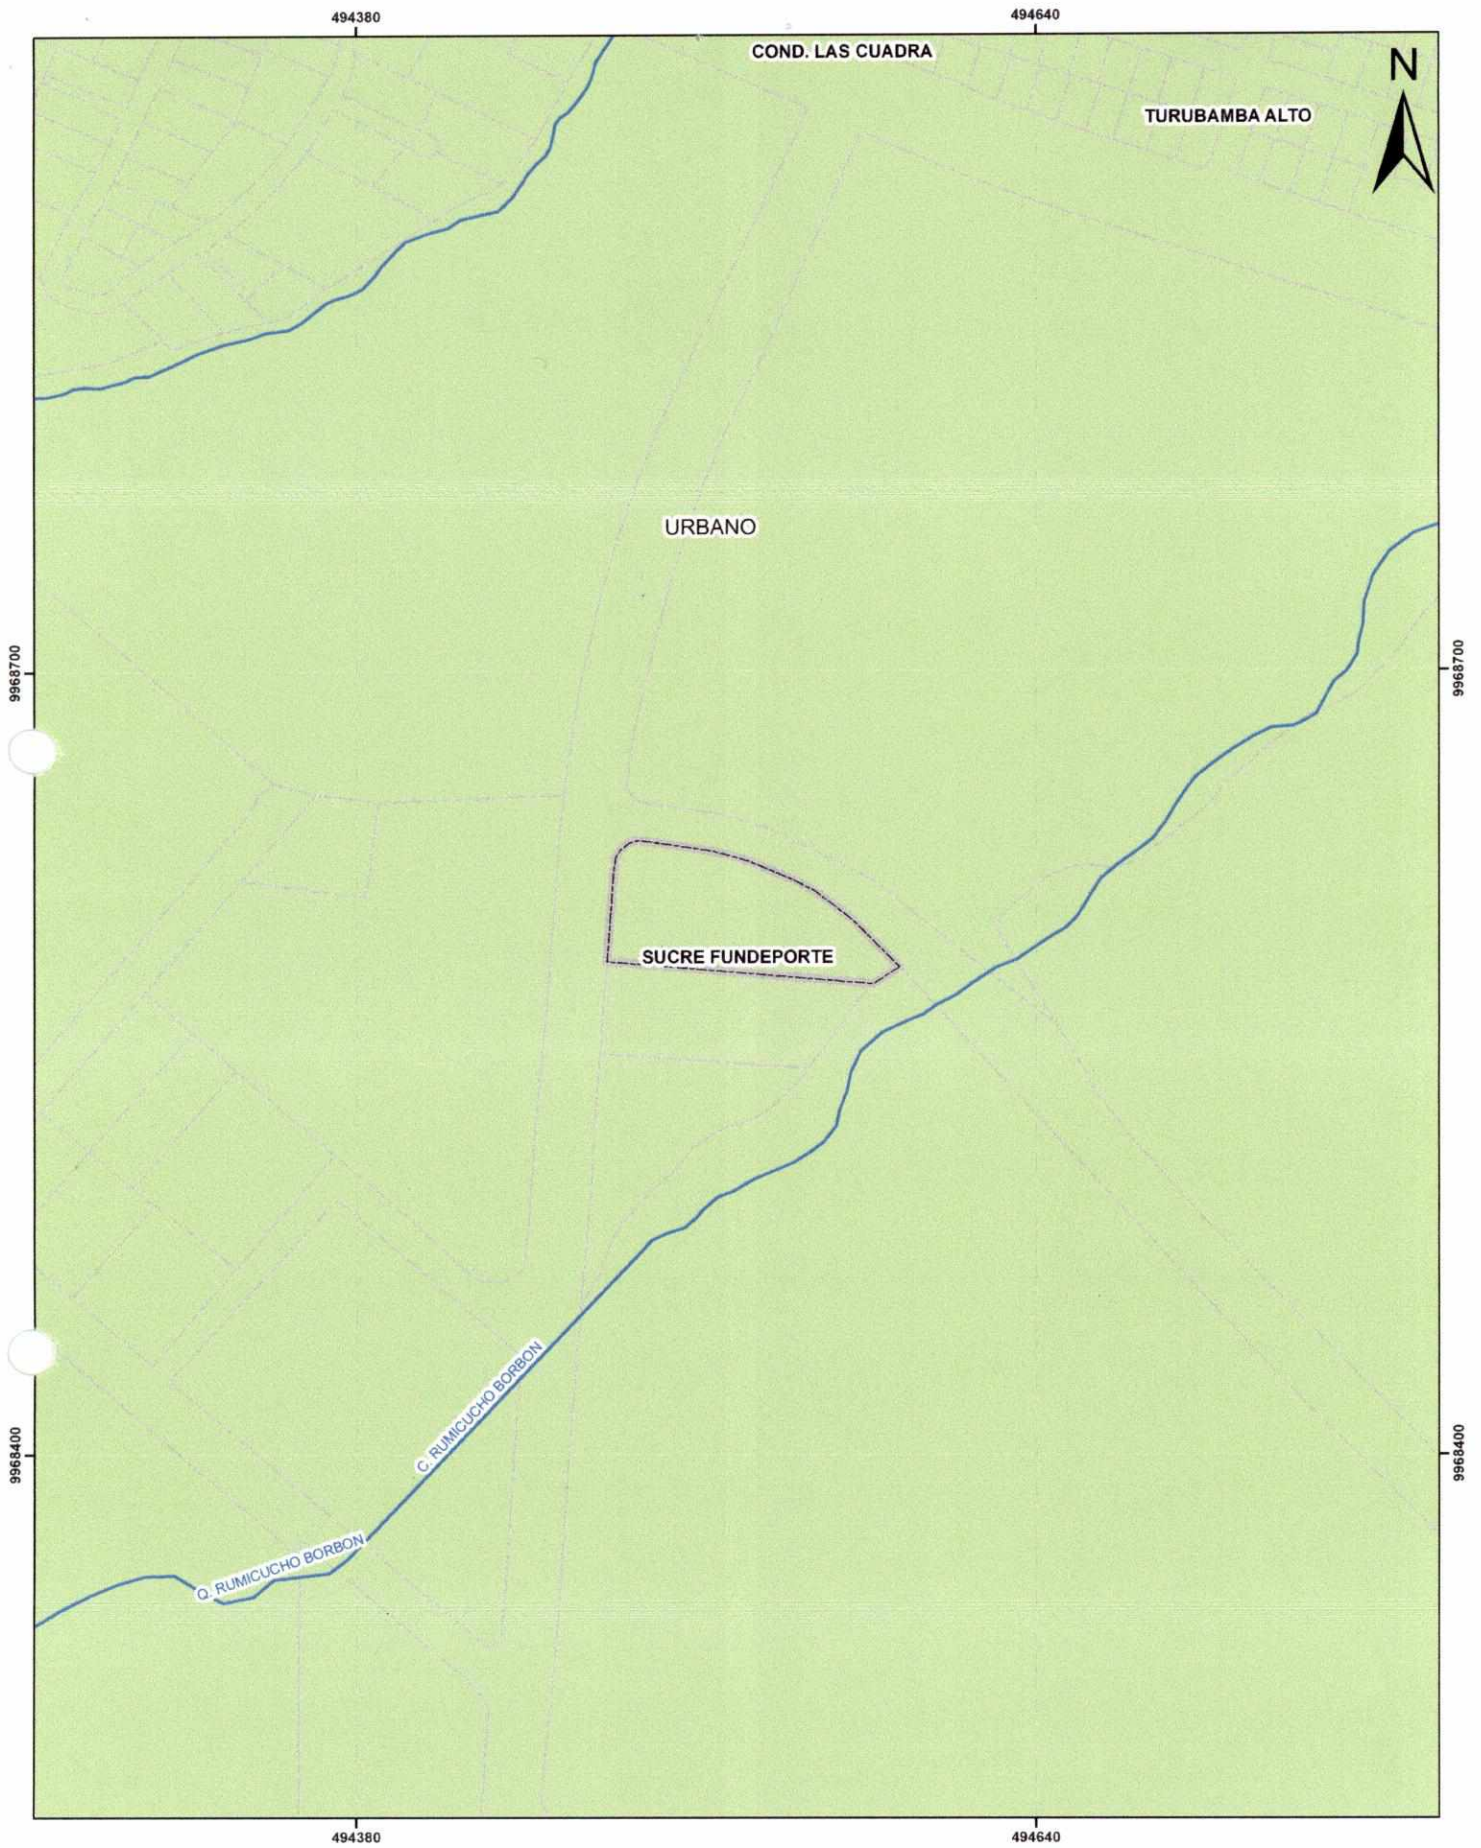 494380
494640
COND. LAS CUADRA
N
TURUBAMBA ALTO
URBANO
9968700
9968700
SUCRE FUNDEPORTE
C. RUMICUCHO BORBON
9968400
9968400
Q. RUMICUCHO BORBON
494380
494640